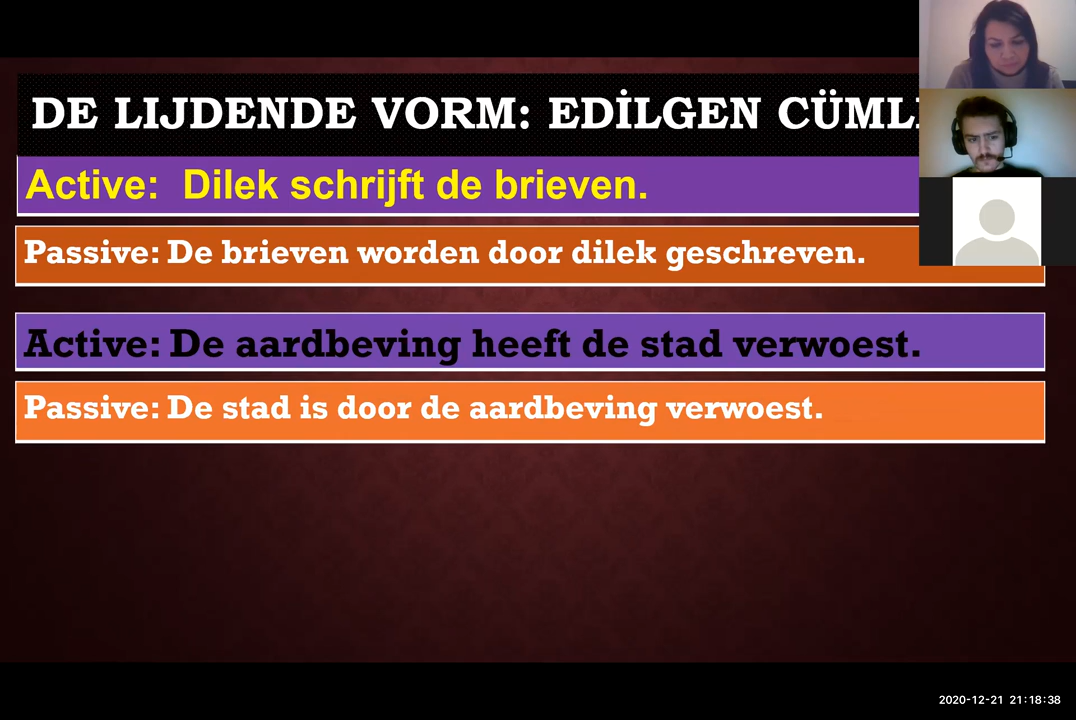 DE LIJDENDE VORM: EDİLGEN
Active: Dilek schrijft de brieven.
Passive: De brieven worden door dilek geschreven.
Active: De aardbeving heeft de stad verwoest.
Passive: De stad is door de aardbeving verwoest.
2020-12-21 21:18:38